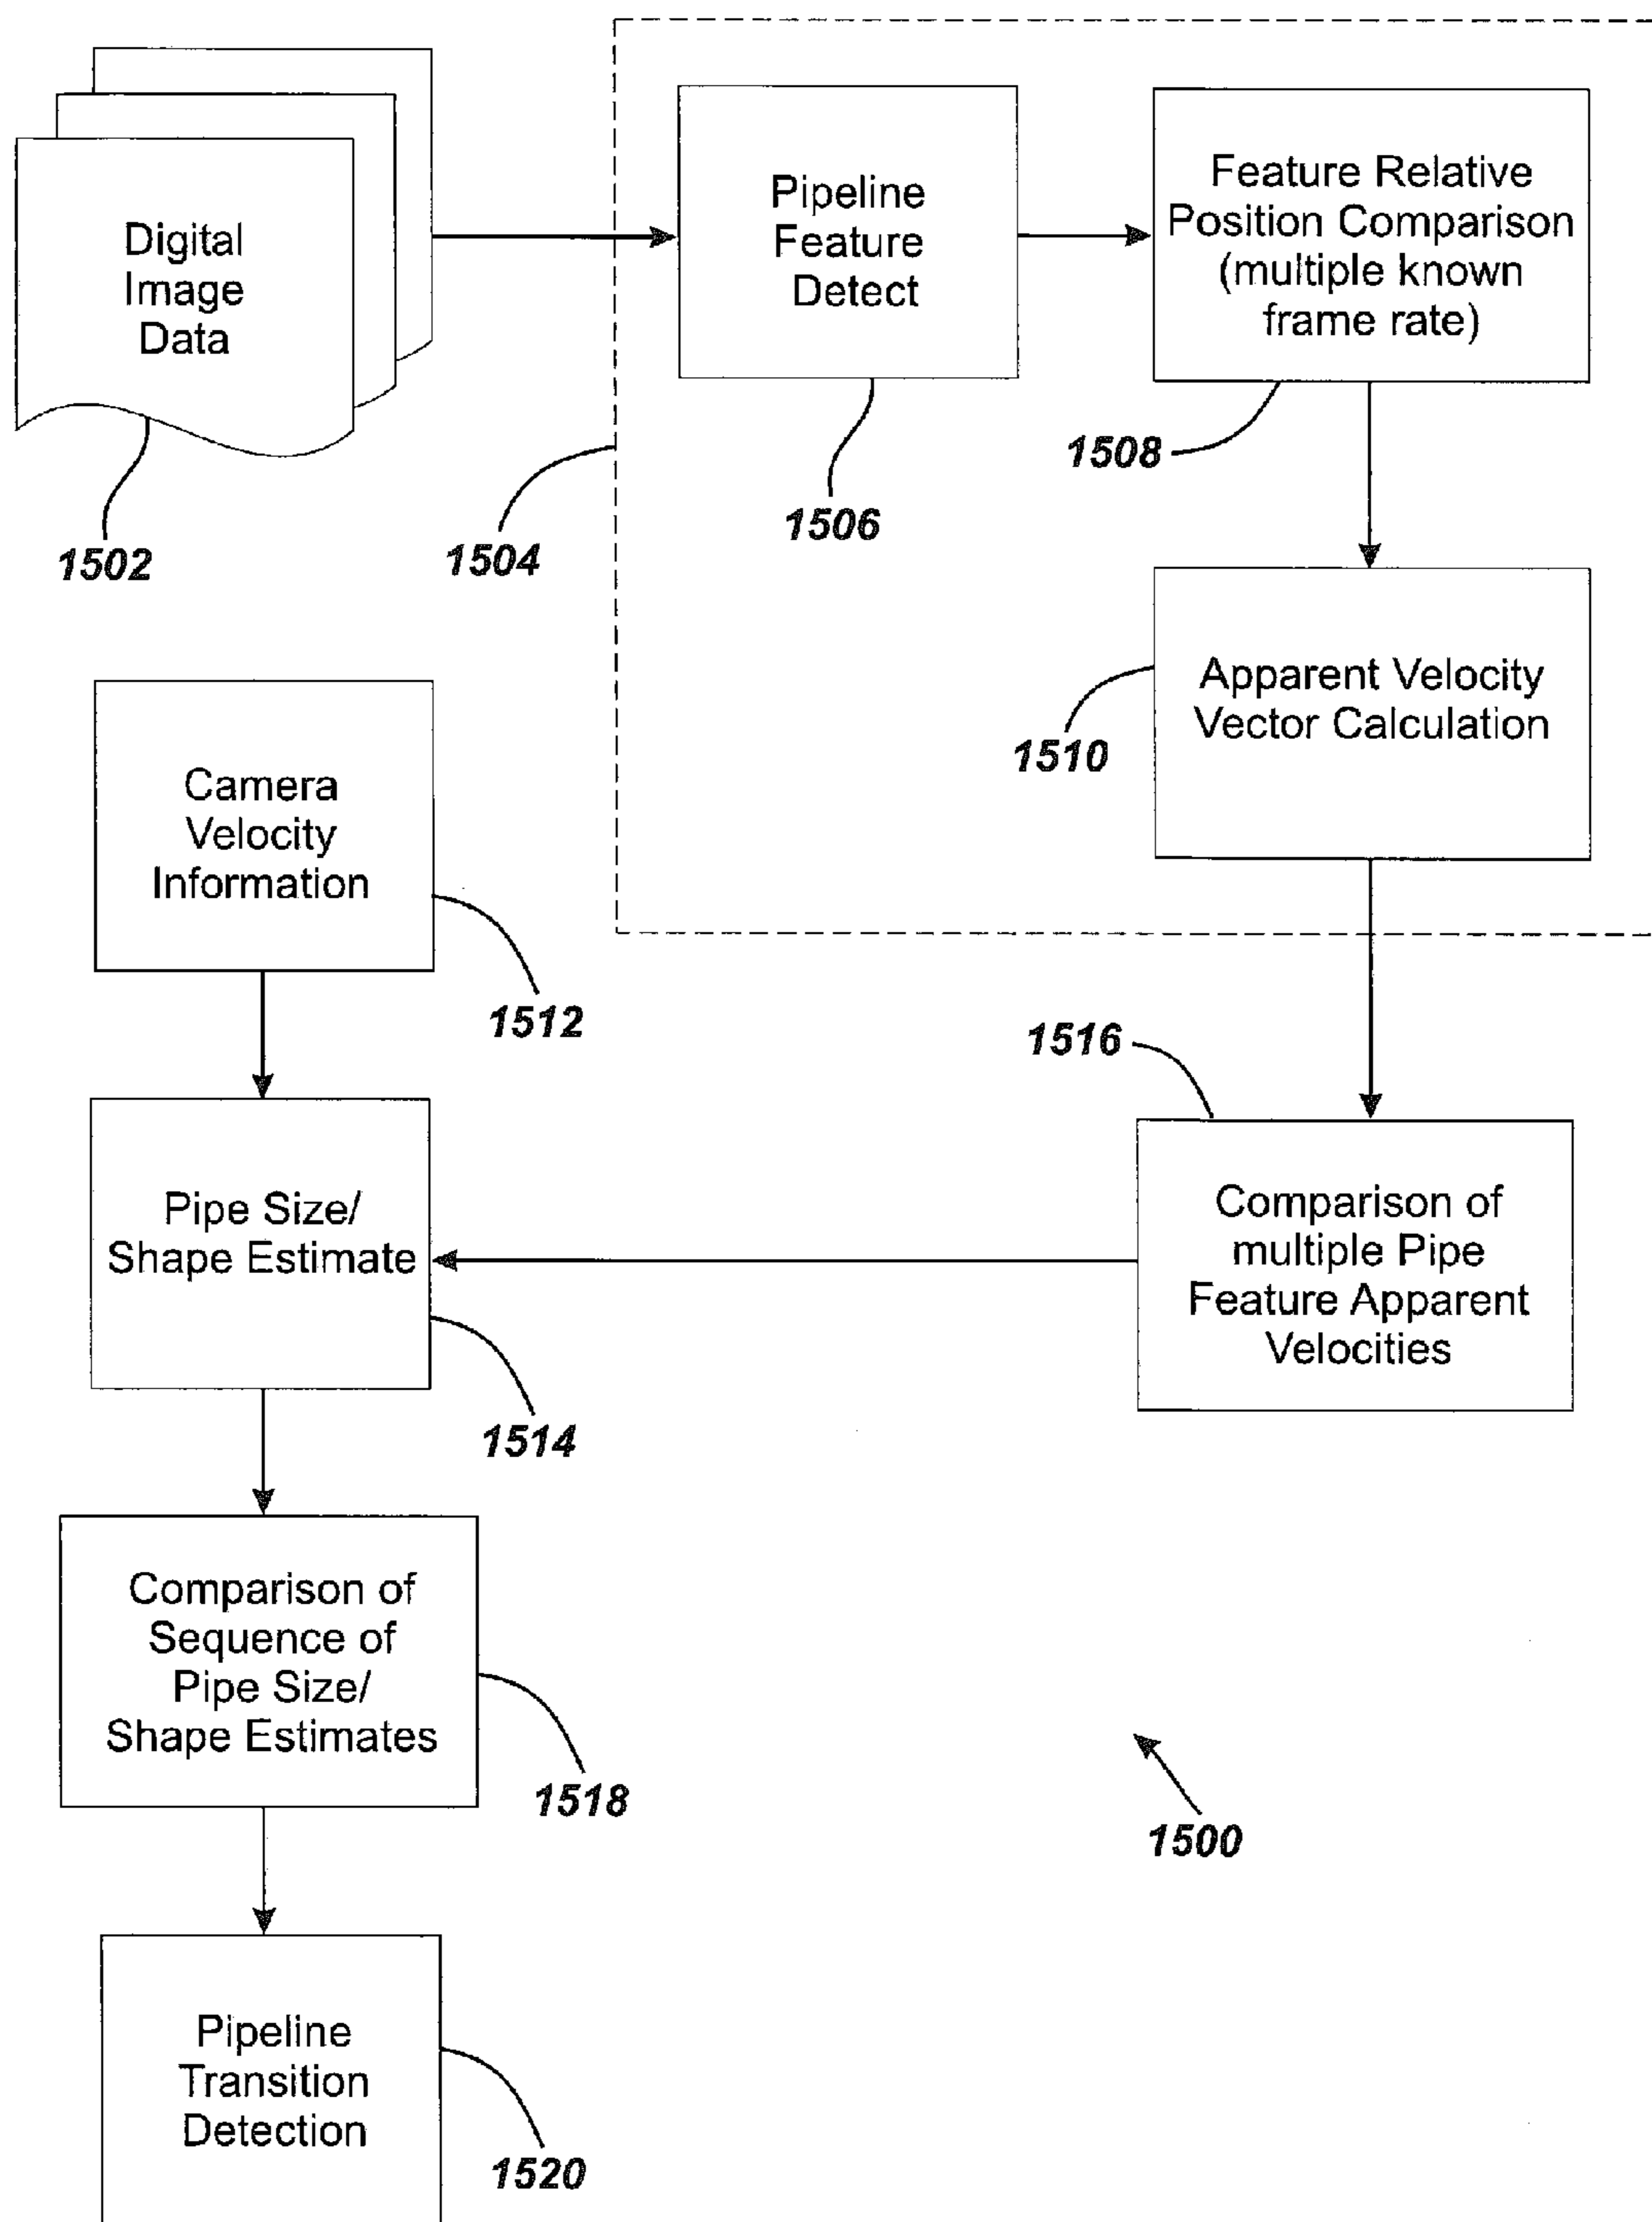 Digital
Image
Data
1502
Pipeline
Feature
Detect
1506
Feature Relative
Position Comparison
(multiple known
frame rate)
1508
1504
Apparent Velocity
Vector Calculation
1510
Camera
Velocity
Information
1512
1516
Comparison of
multiple Pipe
Feature Apparent
Velocities
Pipe Size/
Shape Estimate
1514
Comparison of
Sequence of
Pipe Size/
Shape Estimates
1518
1500
Pipeline
Transition
Detection
1520